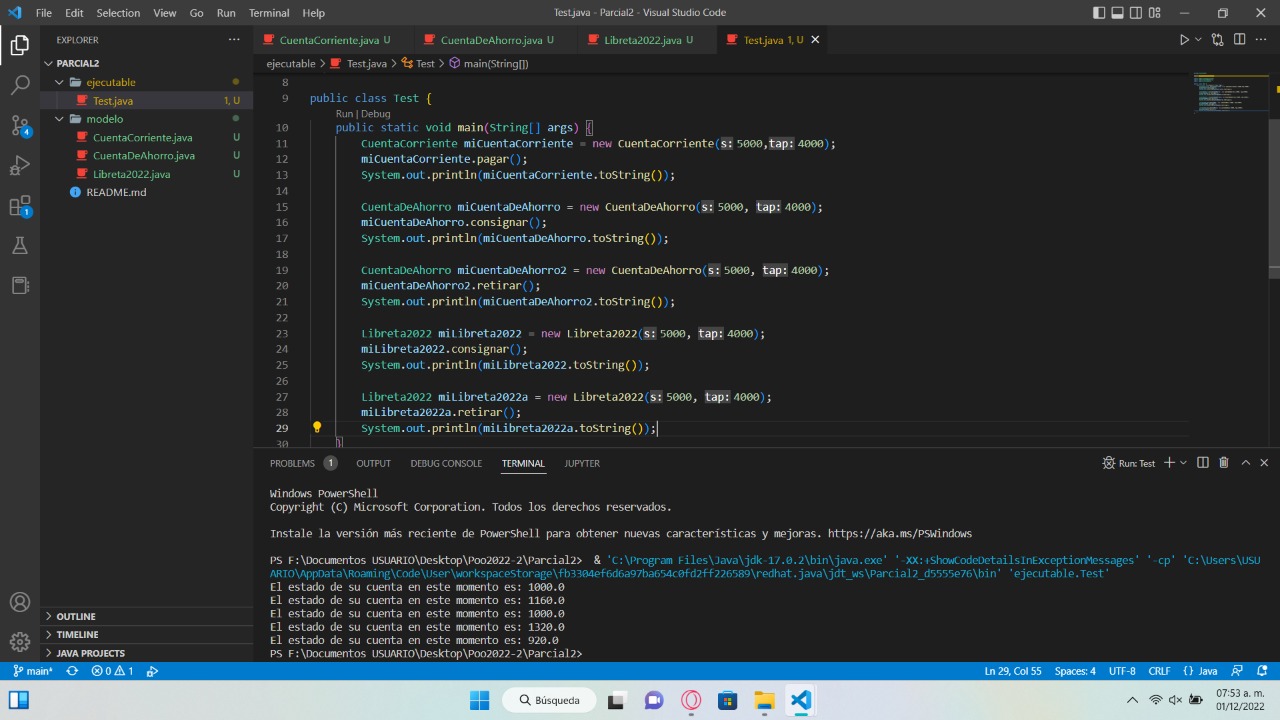 File Edit Selection View Go Run Terminal Help
Test.java - Parcial2 - Visual Studio Code
EXPLORER
PARCIAL2
ejecutable
Test.java 1, U
modelo
CuentaCorriente.java U
CuentaDeAhorro.java U
Libreta2022.java U
README.md
OUTLINE
TIMELINE
JAVA PROJECTS
4
1
CuentaCorriente.java U CuentaDeAhorro.java U Libreta2022.java U Test.java 1, U
ejecutable > Test.java > Test > main(String[])
8
9 public class Test {
Run | Debug
10 public static void main(String[] args) {
11 CuentaCorriente miCuentaCorriente = new CuentaCorriente(s: 5000,tap: 4000);
12 miCuentaCorriente.pagar();
13 System.out.println(miCuentaCorriente.toString());
14
15 CuentaDeAhorro miCuentaDeAhorro = new CuentaDeAhorro(s: 5000, tap: 4000);
16 miCuentaDeAhorro.consignar();
17 System.out.println(miCuentaDeAhorro.toString());
18
19 CuentaDeAhorro miCuentaDeAhorro2 = new CuentaDeAhorro(s: 5000, tap: 4000);
20 miCuentaDeAhorro2.retirar();
21 System.out.println(miCuentaDeAhorro2.toString());
22
23 Libreta2022 miLibreta2022 = new Libreta2022(s: 5000, tap: 4000);
24 miLibreta2022.consignar();
25 System.out.println(miLibreta2022.toString());
26
27 Libreta2022 miLibreta2022a = new Libreta2022(s: 5000, tap: 4000);
28 miLibreta2022a.retirar();
29 System.out.println(miLibreta2022a.toString());
30 }
PROBLEMS 1 OUTPUT DEBUG CONSOLE TERMINAL JUPYTER
Run: Test
Windows PowerShell
Copyright (C) Microsoft Corporation. Todos los derechos reservados.
Instale la versión más reciente de PowerShell para obtener nuevas características y mejoras. https://aka.ms/PSWindows
PS F:\Documentos USUARIO\Desktop\Poo2022-2\Parcial2> & 'C:\Program Files\Java\jdk-17.0.2\bin\java.exe' '-XX:+ShowCodeDetailsInExceptionMessages' '-cp' 'C:\Users\USU
ARIO\AppData\Roaming\Code\User\workspaceStorage\fb3304ef6d6a97ba654c0fd2ff226589\redhat.java\jdt_ws\Parcial2_d5555e76\bin' 'ejecutable.Test'
El estado de su cuenta en este momento es: 1000.0
El estado de su cuenta en este momento es: 1160.0
El estado de su cuenta en este momento es: 1000.0
El estado de su cuenta en este momento es: 1320.0
El estado de su cuenta en este momento es: 920.0
PS F:\Documentos USUARIO\Desktop\Poo2022-2\Parcial2>
main* 0 1 Ln 29, Col 55 Spaces: 4 UTF-8 CRLF {} Java
Búsqueda
07:53 a. m.
01/12/2022